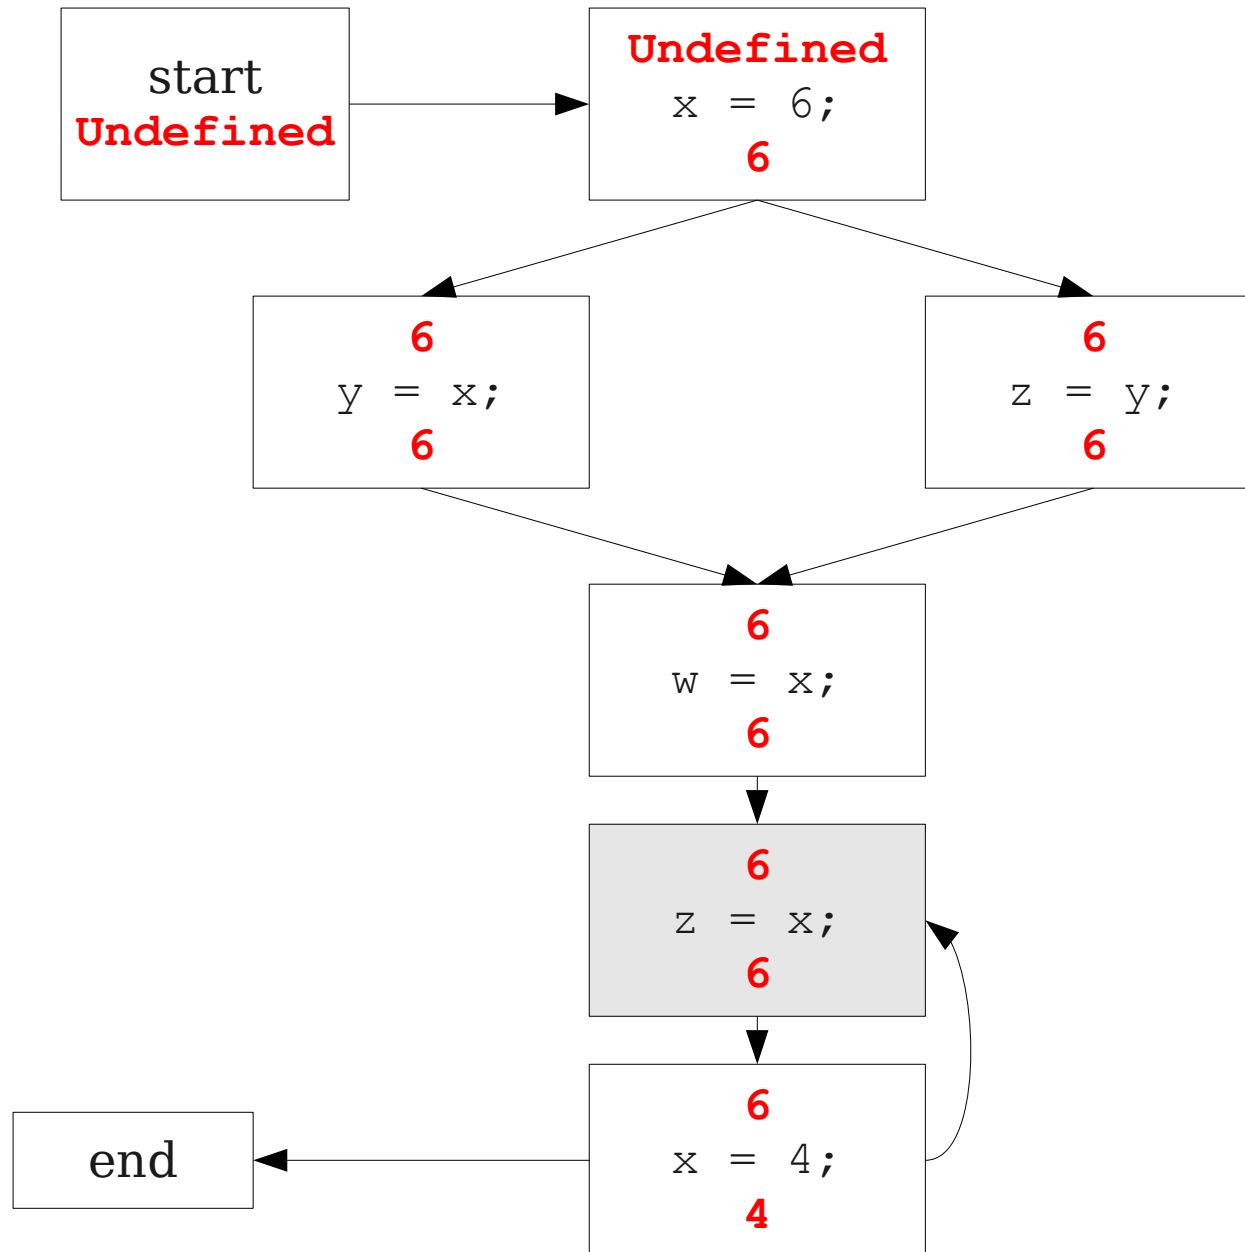 start
Undefined
Undefined
x = 6;
6
6
y = x;
6
6
z = y;
6
6
w = x;
6
6
z = x;
6
6
x = 4;
4
end